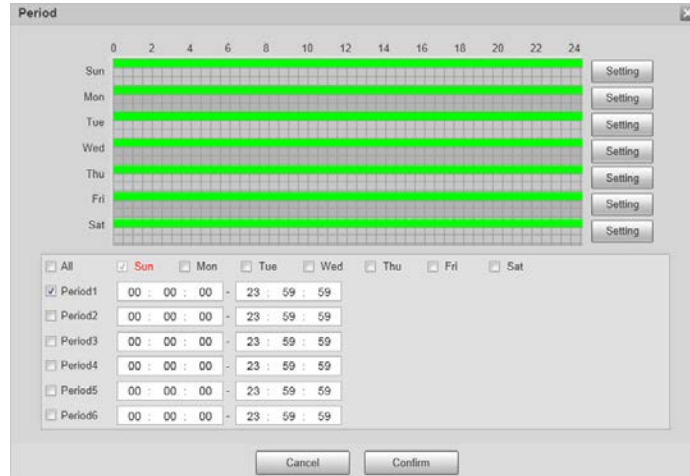 Period
0 2 4 6 8 10 12 14 16 18 20 22 24
Sun Setting
Mon Setting
Tue Setting
Wed Setting
Thu Setting
Fri Setting
Sat Setting
All Sun Mon Tue Wed Thu Fri Sat
Period1 00 : 00 : 00 - 23 : 59 : 59
Period2 00 : 00 : 00 - 23 : 59 : 59
Period3 00 : 00 : 00 - 23 : 59 : 59
Period4 00 : 00 : 00 - 23 : 59 : 59
Period5 00 : 00 : 00 - 23 : 59 : 59
Period6 00 : 00 : 00 - 23 : 59 : 59
Cancel Confirm